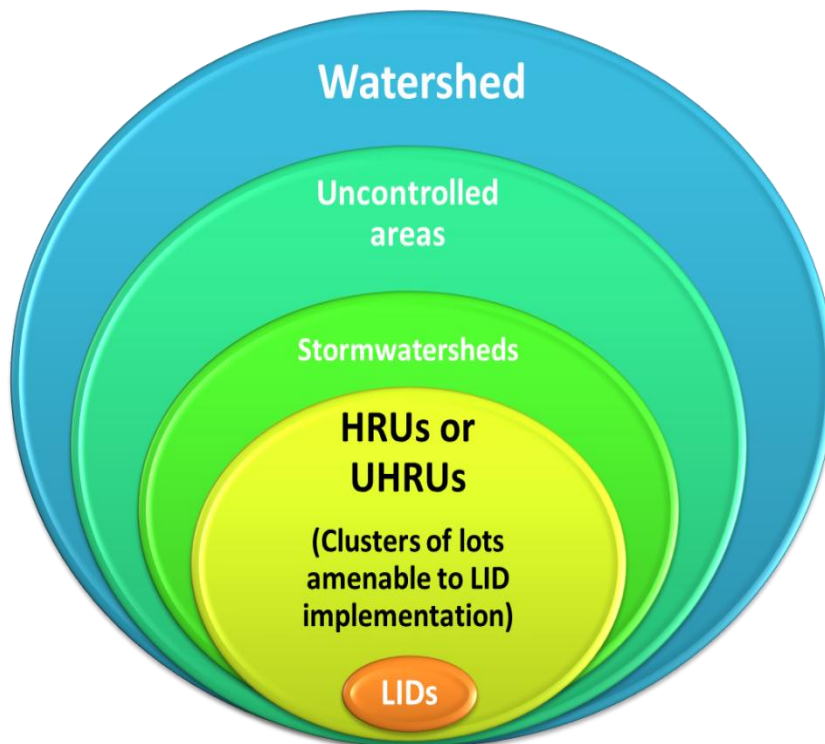 Watershed
Uncontrolled
areas
Stormwatersheds
HRUs or
UHRUs
(Clusters of lots
amenable to LID
implementation)
LIDs